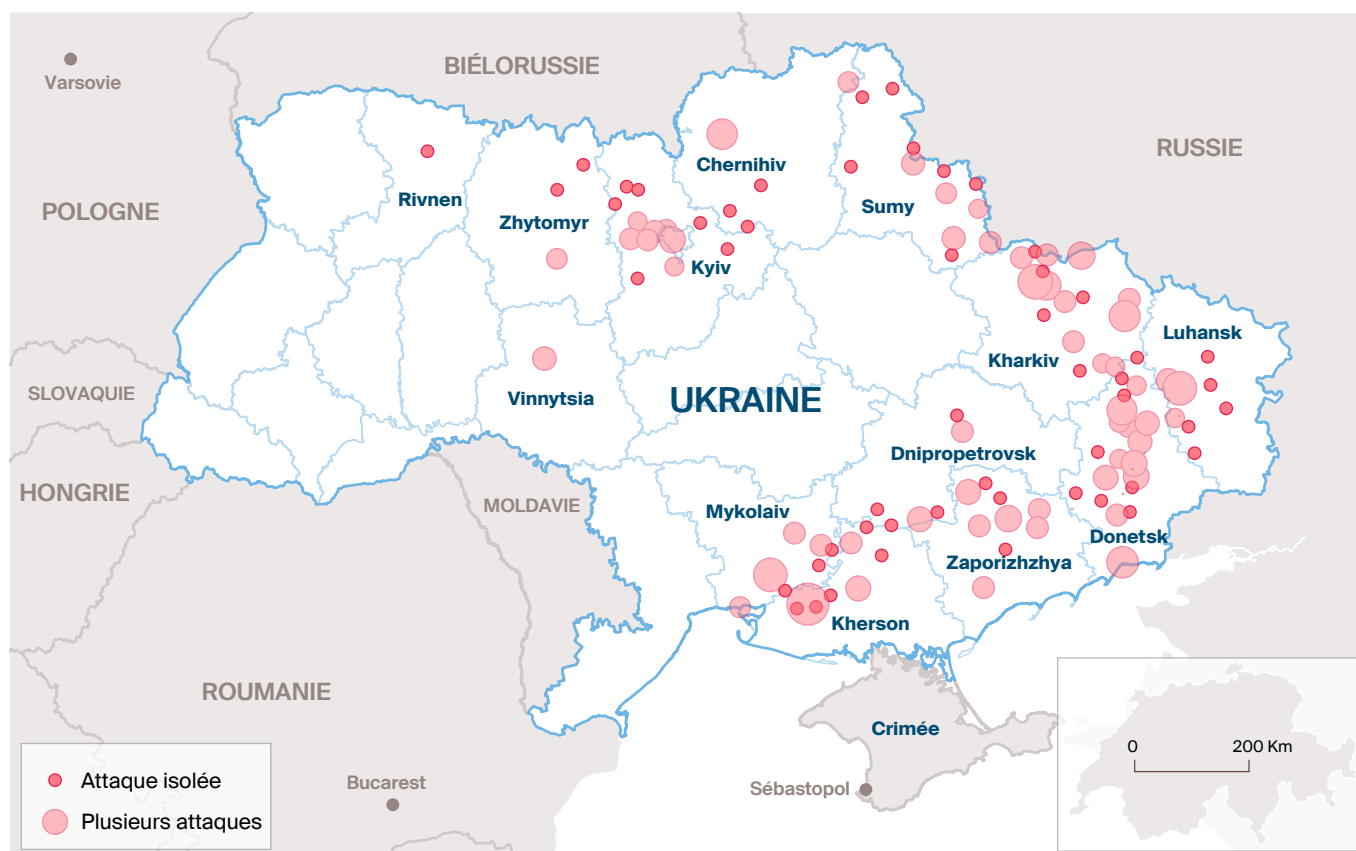 BIÉLORUSSIE
Varsovie
RUSSIE
Chernihiv
Rivnen
POLOGNE
Sumy
Zhytomyr
Kyiv
Luhansk
Kharkiv
SLOVAQUIE
Vinnytsia
UKRAINE
Dnipropetrovsk
HONGRIE
MOLDAVIE
Mykolaiv
Donetsk
Zaporizhzhya
Kherson
ROUMANIE
Crimée
Sébastopol
Bucarest
0 200 Km
Attaque isolée
Plusieurs attaques